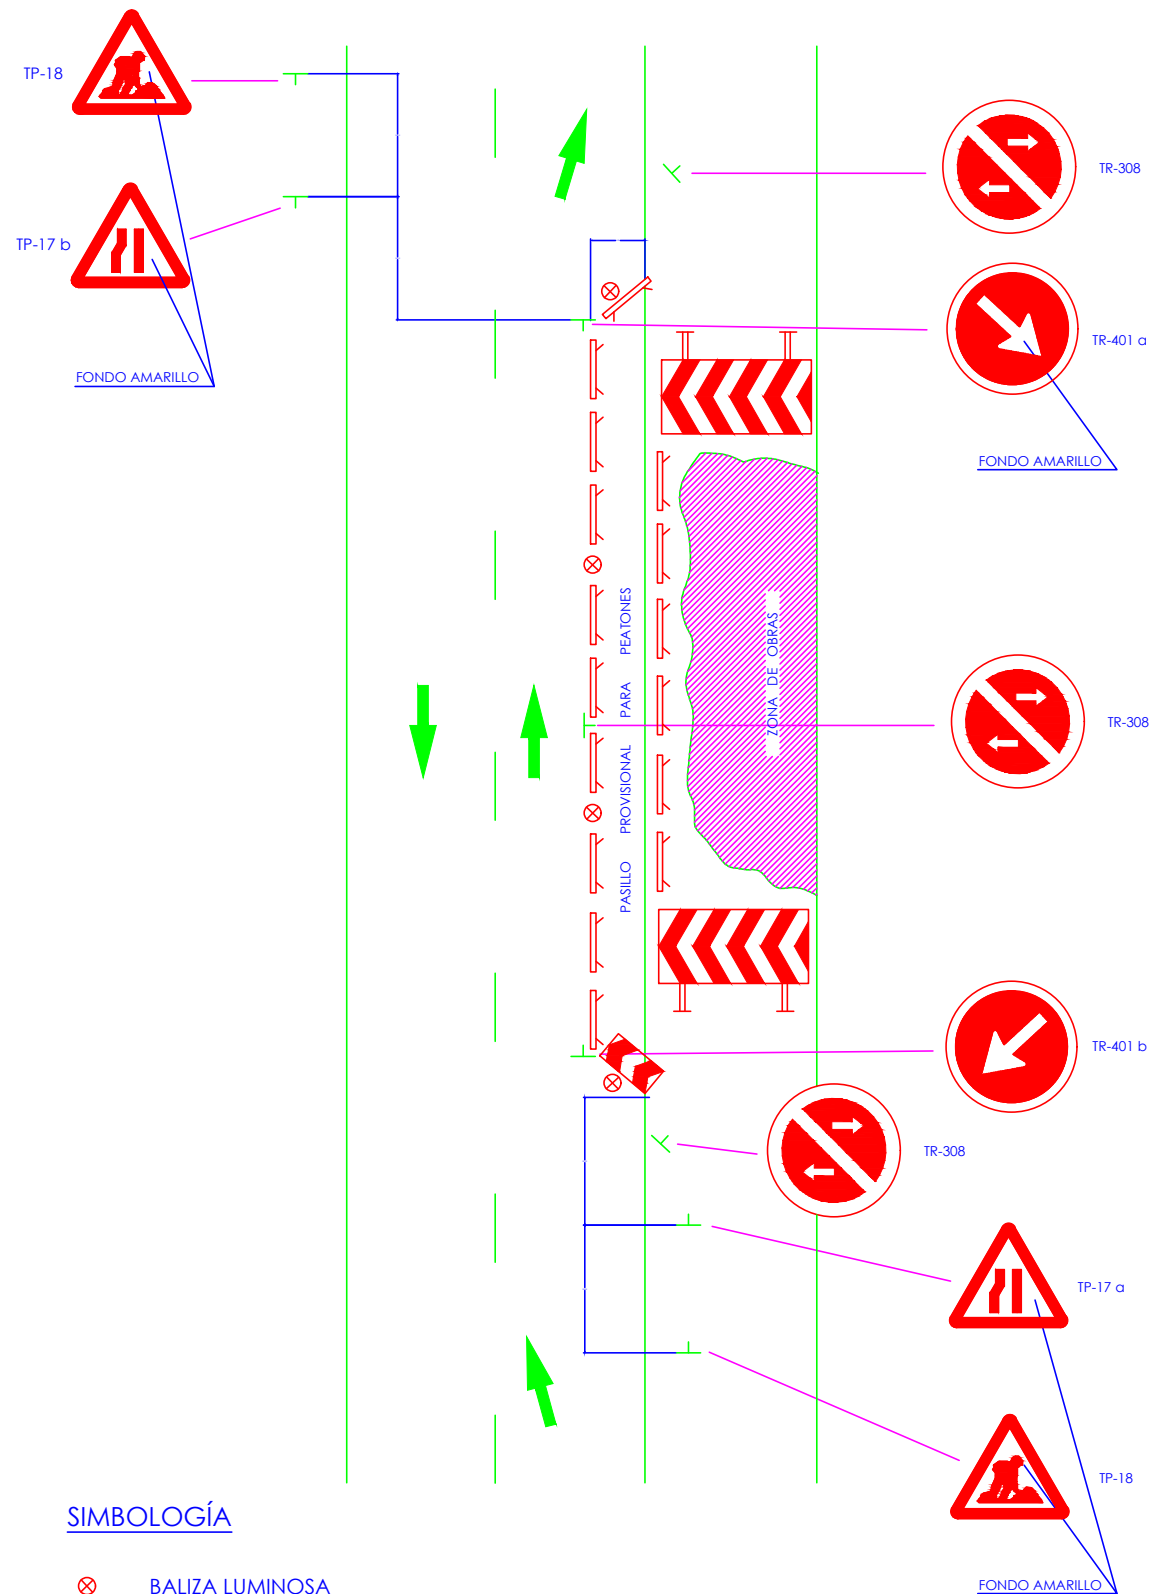 TP-18
TR-308
TP-17 b
TR-401 a
FONDO AMARILLO
FONDO AMARILLO
PASILLO PROVISIONAL PARA PEATONES
ZONA DE OBRAS
TR-308
TR-401 b
TR-308
TP-17 a
TP-18
SIMBOLOGÍA
BALIZA LUMINOSA
FONDO AMARILLO